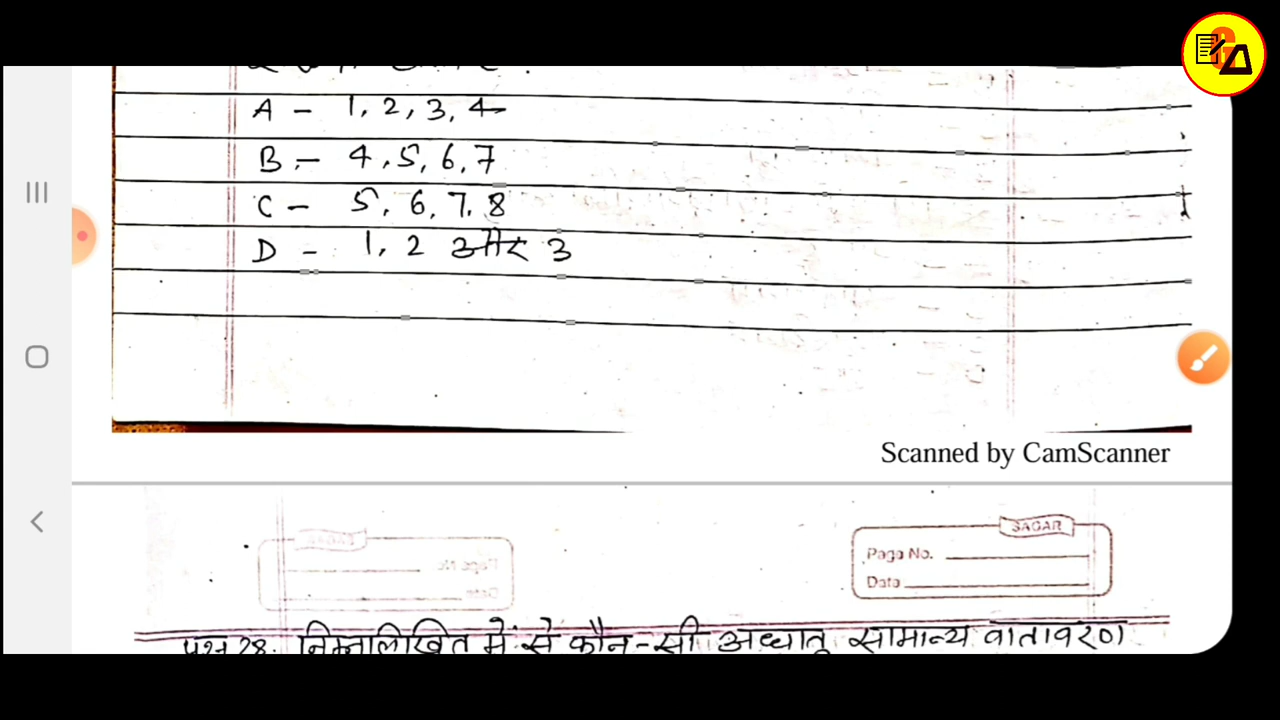 A - 1, 2, 3, 4
B - 4, 5, 6, 7
C - 5, 6, 7, 8
D - 1, 2 और 3
Scanned by CamScanner
SAGAR
Page No.
Date
प्रश्न 28. निम्नलिखित में से कौन-सी अधातु सामान्य वातावरण